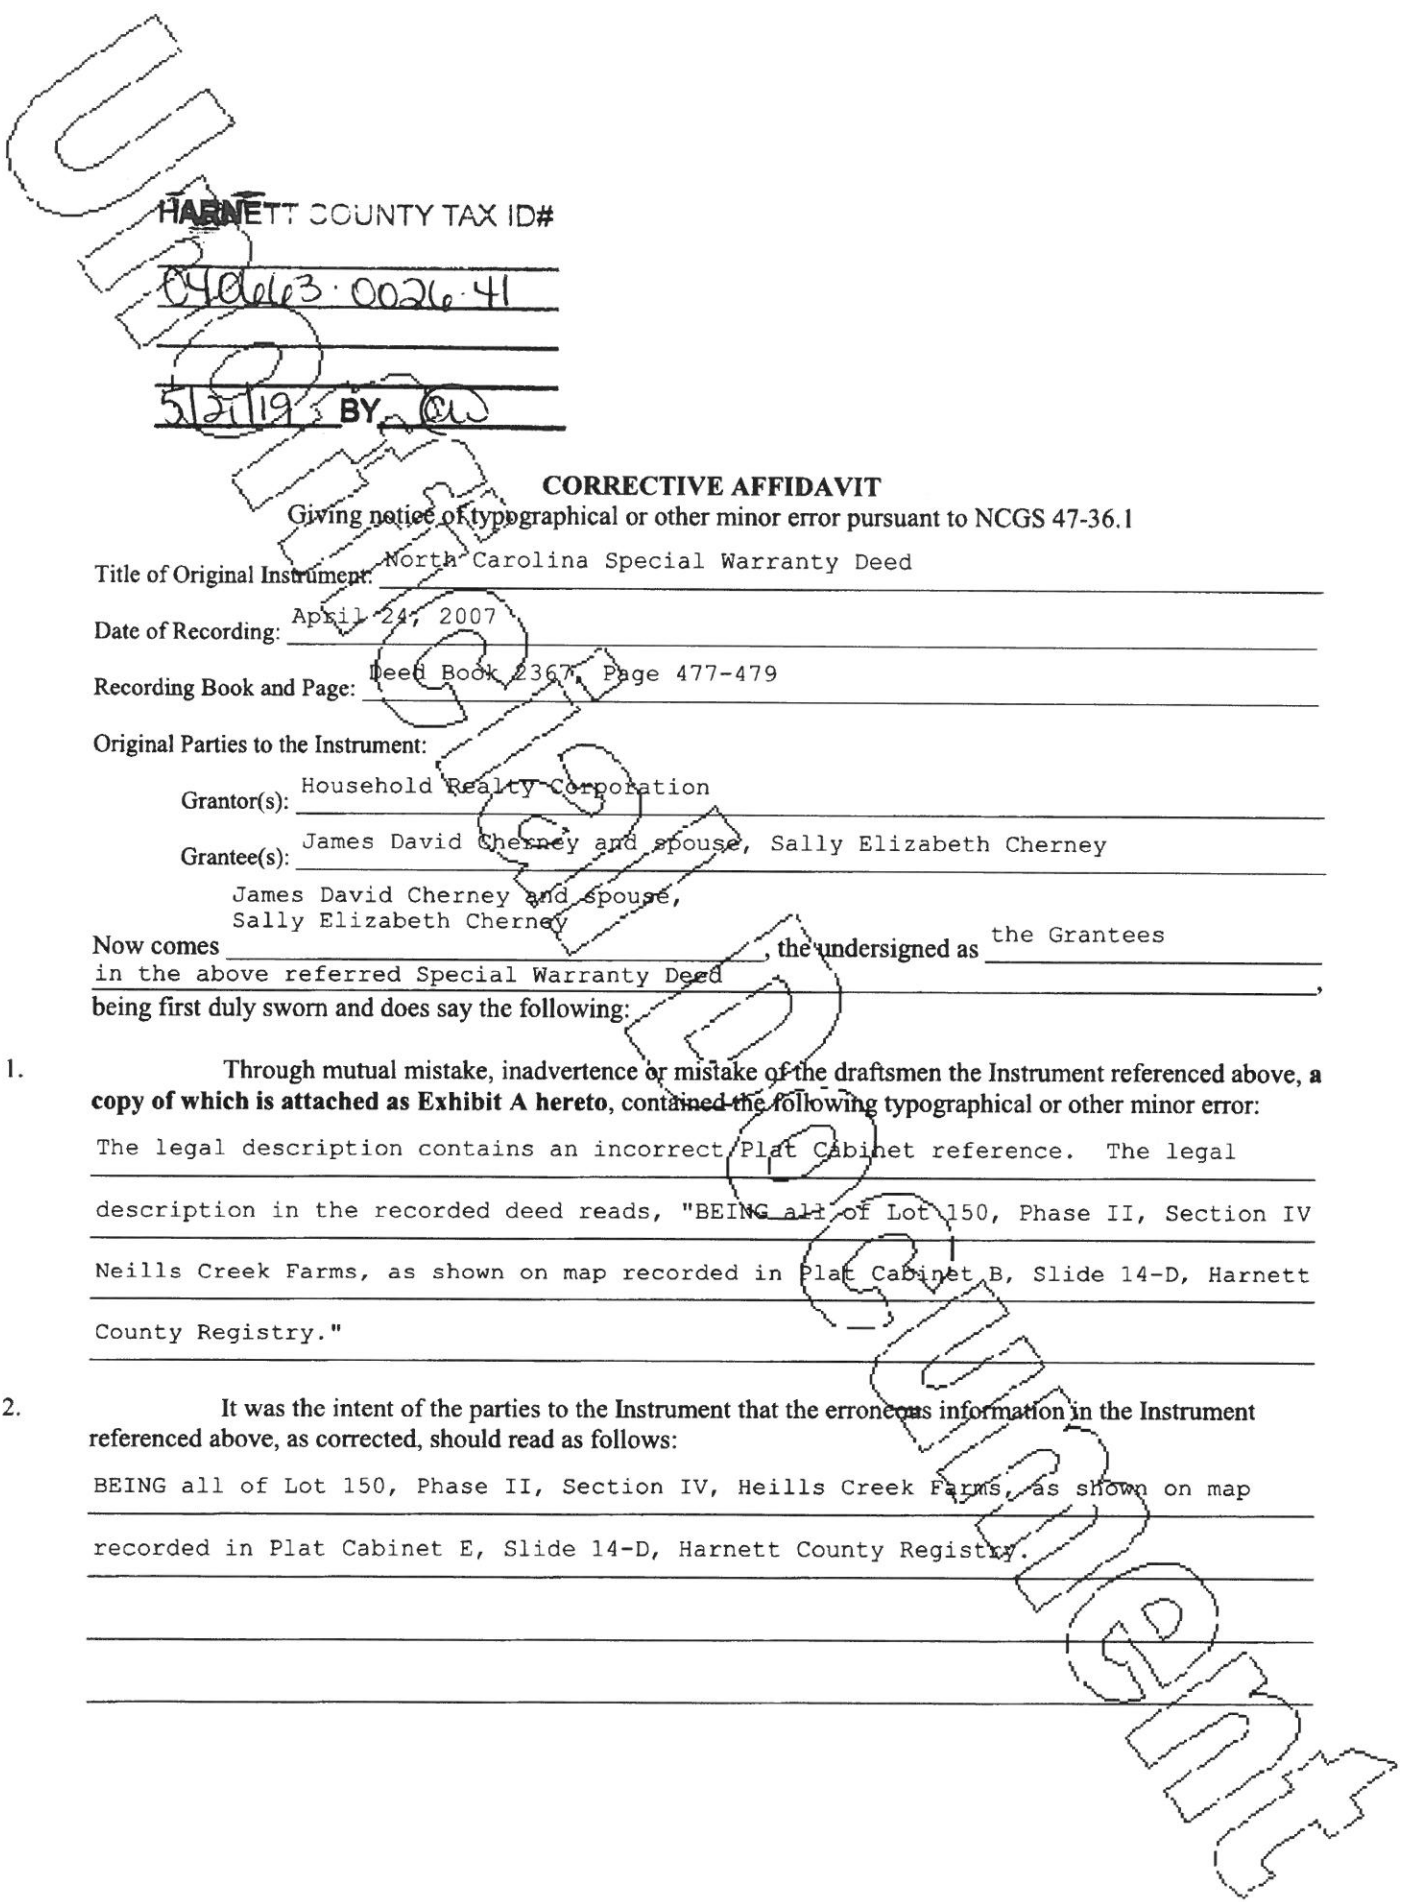 HARNETT COUNTY TAX ID#
040663.0026.41
5/21/19 BY CW
CORRECTIVE AFFIDAVIT
Giving notice of typographical or other minor error pursuant to NCGS 47-36.1
Title of Original Instrument: North Carolina Special Warranty Deed
Date of Recording: April 24, 2007
Recording Book and Page: Deed Book 2367, Page 477-479
Original Parties to the Instrument:
Grantor(s): Household Realty Corporation
Grantee(s): James David Cherney and spouse, Sally Elizabeth Cherney
James David Cherney and spouse,
Sally Elizabeth Cherney
Now comes , the undersigned as the Grantees
in the above referred Special Warranty Deed ,
being first duly sworn and does say the following:
1. Through mutual mistake, inadvertence or mistake of the draftsmen the Instrument referenced above, a
copy of which is attached as Exhibit A hereto, contained the following typographical or other minor error:
The legal description contains an incorrect Plat Cabinet reference. The legal
description in the recorded deed reads, "BEING all of Lot 150, Phase II, Section IV
Neills Creek Farms, as shown on map recorded in Plat Cabinet B, Slide 14-D, Harnett
County Registry."
2. It was the intent of the parties to the Instrument that the erroneous information in the Instrument
referenced above, as corrected, should read as follows:
BEING all of Lot 150, Phase II, Section IV, Heills Creek Farms, as shown on map
recorded in Plat Cabinet E, Slide 14-D, Harnett County Registry.
Unofficial Document